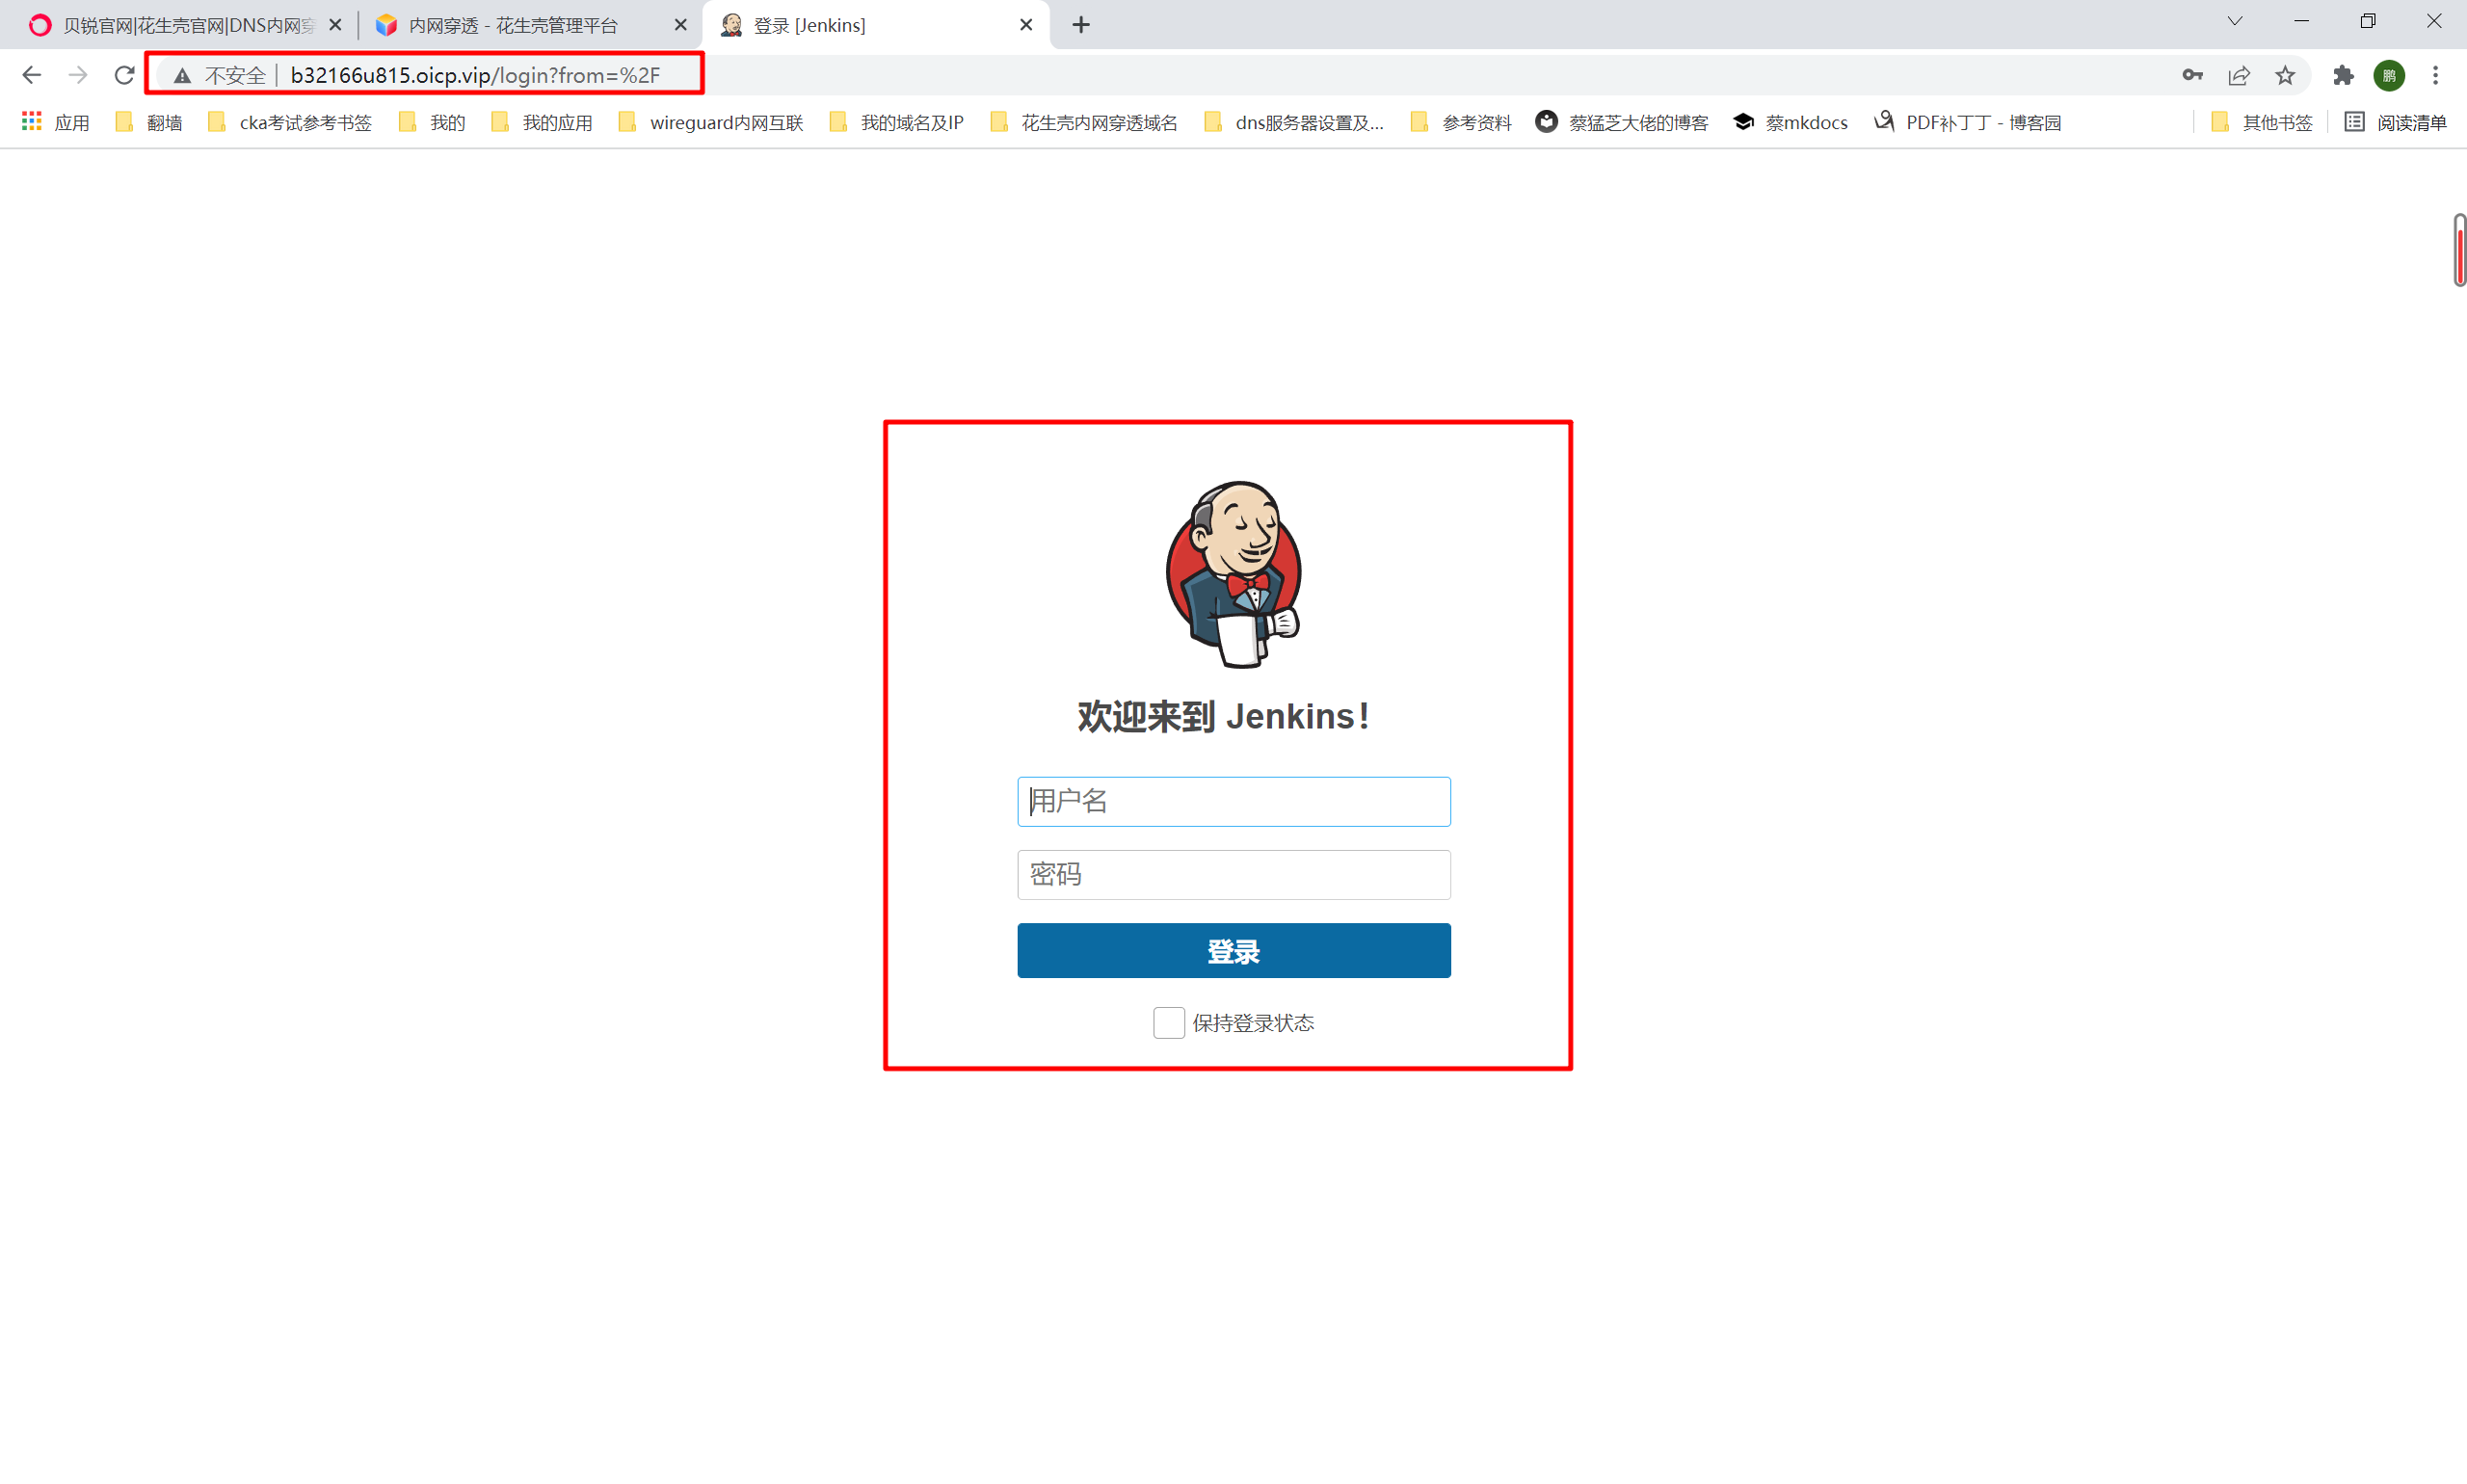 贝锐官网|花生壳官网|DNS内网穿
内网穿透 - 花生壳管理平台
登录 [Jenkins]
不安全
b32166u815.oicp.vip/login?from=%2F
鹏
应用
翻墙
cka考试参考书签
我的
我的应用
wireguard内网互联
我的域名及IP
花生壳内网穿透域名
dns服务器设置及...
参考资料
蔡猛芝大佬的博客
蔡mkdocs
PDF补丁丁 - 博客园
其他书签
阅读清单
欢迎来到 Jenkins!
用户名
密码
登录
保持登录状态